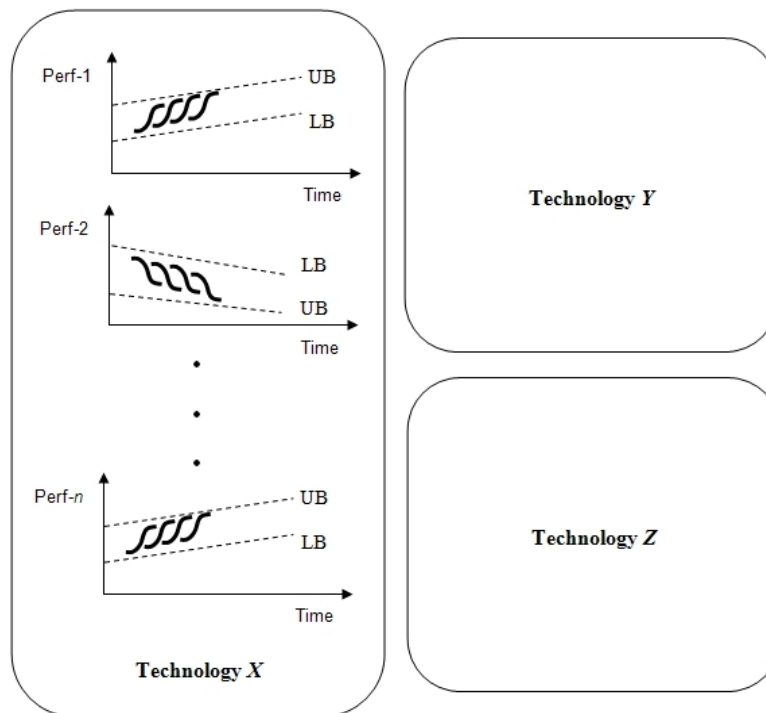 Perf-1
UB
LB
Time
Perf-2
LB
UB
Time
Perf-n
UB
LB
Time
Technology X
Technology Y
Technology Z